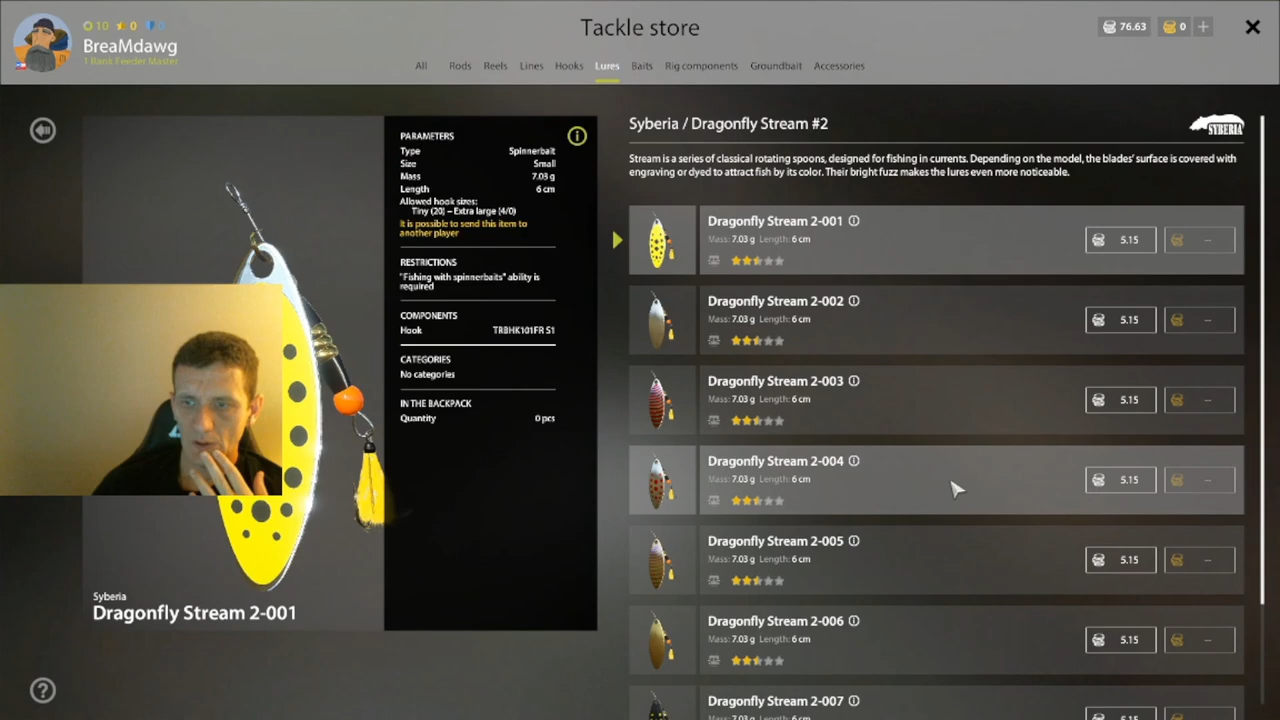 10 0 0
BreaMdawg
1 Rank Feeder Master
Tackle store
76.63
0
All Rods Reels Lines Hooks Lures Baits Rig components Groundbait Accessories
Syberia
Dragonfly Stream 2-001
PARAMETERS
Type Spinnerbait
Size Small
Mass 7.03 g
Length 6 cm
Allowed hook sizes:
Tiny (20) – Extra large (4/0)
It is possible to send this item to
another player
RESTRICTIONS
"Fishing with spinnerbaits" ability is
required
COMPONENTS
Hook TRBHK101FR S1
CATEGORIES
No categories
IN THE BACKPACK
Quantity 0 pcs
Syberia / Dragonfly Stream #2
SYBERIA
Stream is a series of classical rotating spoons, designed for fishing in currents. Depending on the model, the blades' surface is covered with
engraving or dyed to attract fish by its color. Their bright fuzz makes the lures even more noticeable.
Dragonfly Stream 2-001
Mass: 7.03 g Length: 6 cm
5.15 --
Dragonfly Stream 2-002
Mass: 7.03 g Length: 6 cm
5.15 --
Dragonfly Stream 2-003
Mass: 7.03 g Length: 6 cm
5.15 --
Dragonfly Stream 2-004
Mass: 7.03 g Length: 6 cm
5.15 --
Dragonfly Stream 2-005
Mass: 7.03 g Length: 6 cm
5.15 --
Dragonfly Stream 2-006
Mass: 7.03 g Length: 6 cm
5.15 --
Dragonfly Stream 2-007